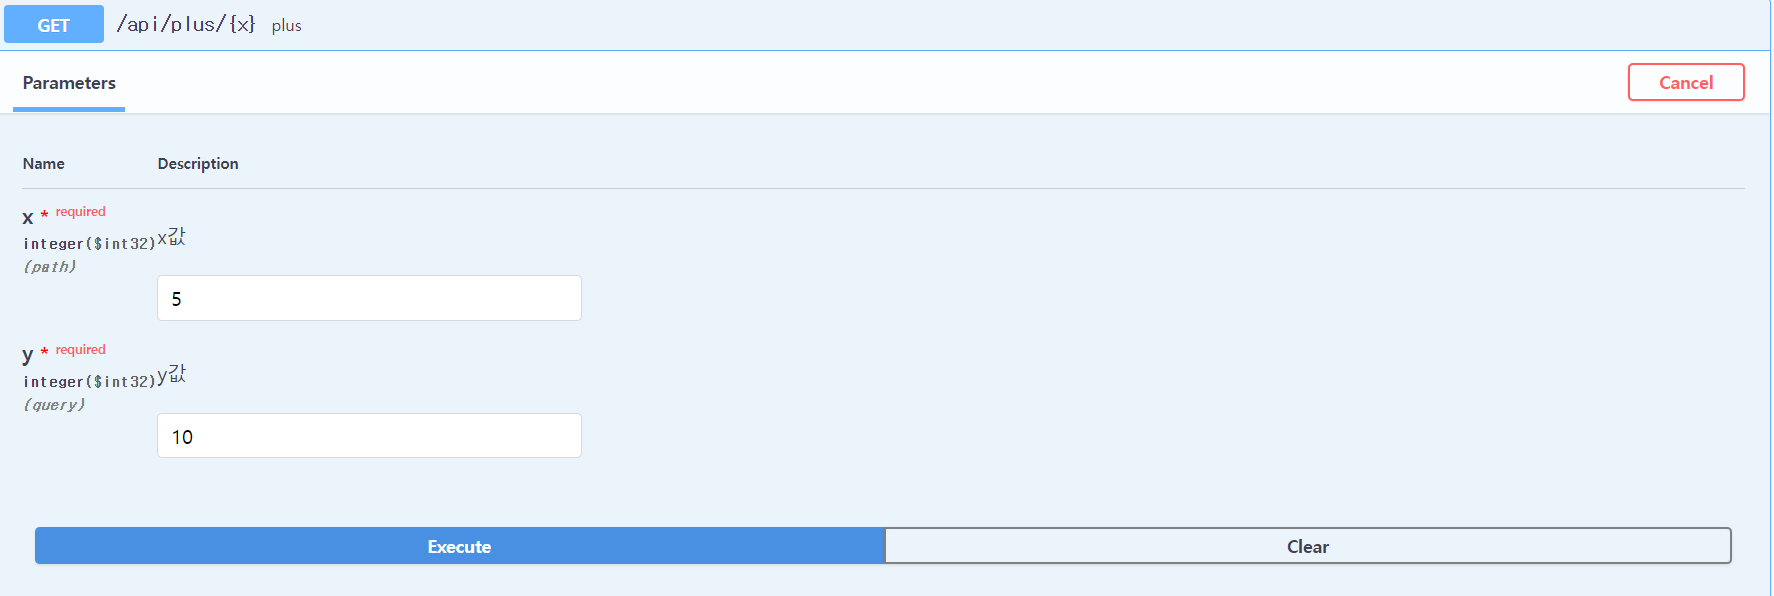 GET /api/plus/{x} plus
Parameters
Cancel
Name Description
x * required
integer($int32)
(path)
x값
5
y * required
integer($int32)
(query)
y값
10
Execute Clear